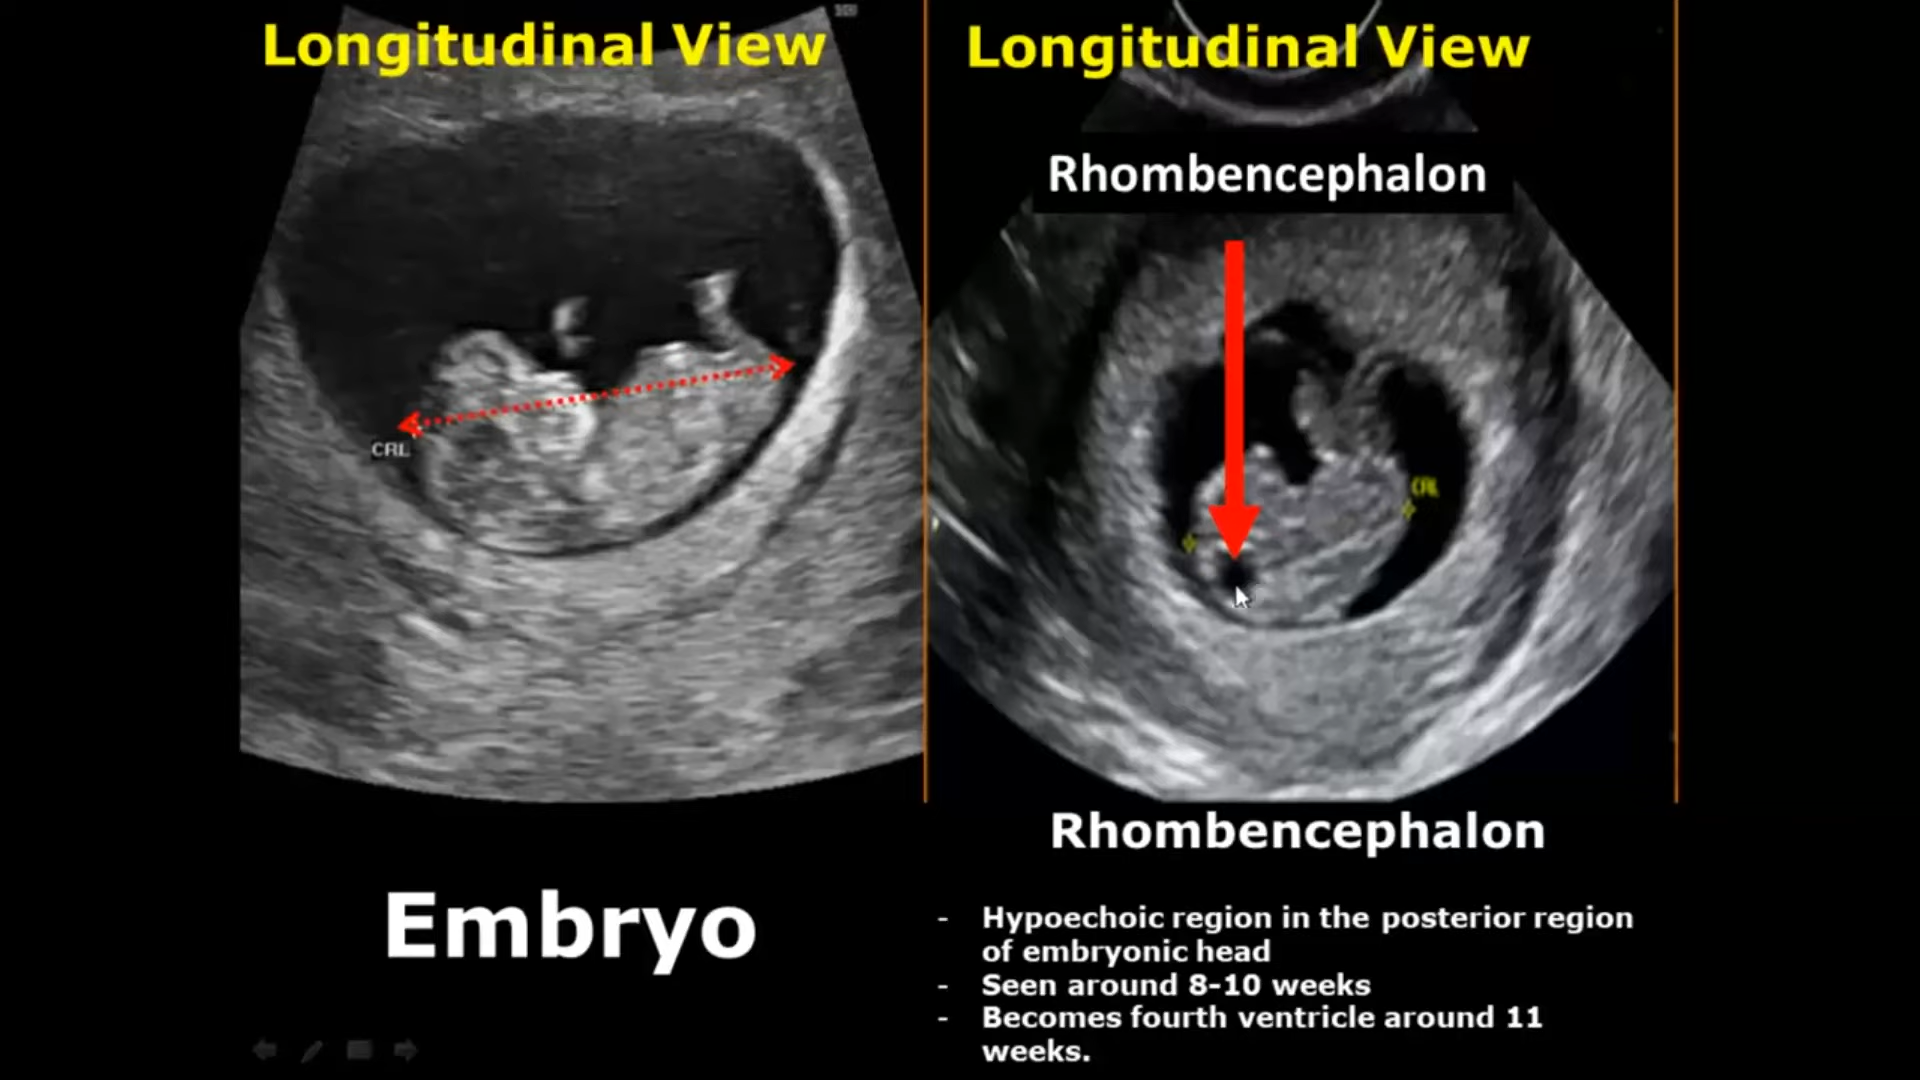 Longitudinal View
CRL
Embryo
Longitudinal View
Rhombencephalon
CRL
Rhombencephalon
- Hypoechoic region in the posterior region
of embryonic head
- Seen around 8-10 weeks
- Becomes fourth ventricle around 11
weeks.